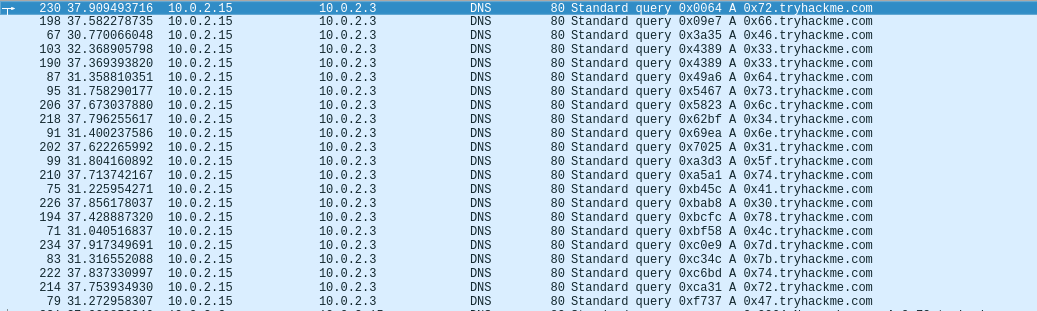 230 37.909493716 10.0.2.15 10.0.2.3 DNS 80 Standard query 0x0064 A 0x72.tryhackme.com
198 37.582278735 10.0.2.15 10.0.2.3 DNS 80 Standard query 0x09e7 A 0x66.tryhackme.com
67 30.770066048 10.0.2.15 10.0.2.3 DNS 80 Standard query 0x3a35 A 0x46.tryhackme.com
103 32.368905798 10.0.2.15 10.0.2.3 DNS 80 Standard query 0x4389 A 0x33.tryhackme.com
190 37.369393820 10.0.2.15 10.0.2.3 DNS 80 Standard query 0x4389 A 0x33.tryhackme.com
87 31.358810351 10.0.2.15 10.0.2.3 DNS 80 Standard query 0x49a6 A 0x64.tryhackme.com
95 31.758290177 10.0.2.15 10.0.2.3 DNS 80 Standard query 0x5467 A 0x73.tryhackme.com
206 37.673037880 10.0.2.15 10.0.2.3 DNS 80 Standard query 0x5823 A 0x6c.tryhackme.com
218 37.796255617 10.0.2.15 10.0.2.3 DNS 80 Standard query 0x62bf A 0x34.tryhackme.com
91 31.400237586 10.0.2.15 10.0.2.3 DNS 80 Standard query 0x69ea A 0x6e.tryhackme.com
202 37.622265992 10.0.2.15 10.0.2.3 DNS 80 Standard query 0x7025 A 0x31.tryhackme.com
99 31.804160892 10.0.2.15 10.0.2.3 DNS 80 Standard query 0xa3d3 A 0x5f.tryhackme.com
210 37.713742167 10.0.2.15 10.0.2.3 DNS 80 Standard query 0xa5a1 A 0x74.tryhackme.com
75 31.225954271 10.0.2.15 10.0.2.3 DNS 80 Standard query 0xb45c A 0x41.tryhackme.com
226 37.856178037 10.0.2.15 10.0.2.3 DNS 80 Standard query 0xbab8 A 0x30.tryhackme.com
194 37.428887320 10.0.2.15 10.0.2.3 DNS 80 Standard query 0xbcfc A 0x78.tryhackme.com
71 31.040516837 10.0.2.15 10.0.2.3 DNS 80 Standard query 0xbf58 A 0x4c.tryhackme.com
234 37.917349691 10.0.2.15 10.0.2.3 DNS 80 Standard query 0xc0e9 A 0x7d.tryhackme.com
83 31.316552088 10.0.2.15 10.0.2.3 DNS 80 Standard query 0xc34c A 0x7b.tryhackme.com
222 37.837330997 10.0.2.15 10.0.2.3 DNS 80 Standard query 0xc6bd A 0x74.tryhackme.com
214 37.753934930 10.0.2.15 10.0.2.3 DNS 80 Standard query 0xca31 A 0x72.tryhackme.com
79 31.272958307 10.0.2.15 10.0.2.3 DNS 80 Standard query 0xf737 A 0x47.tryhackme.com